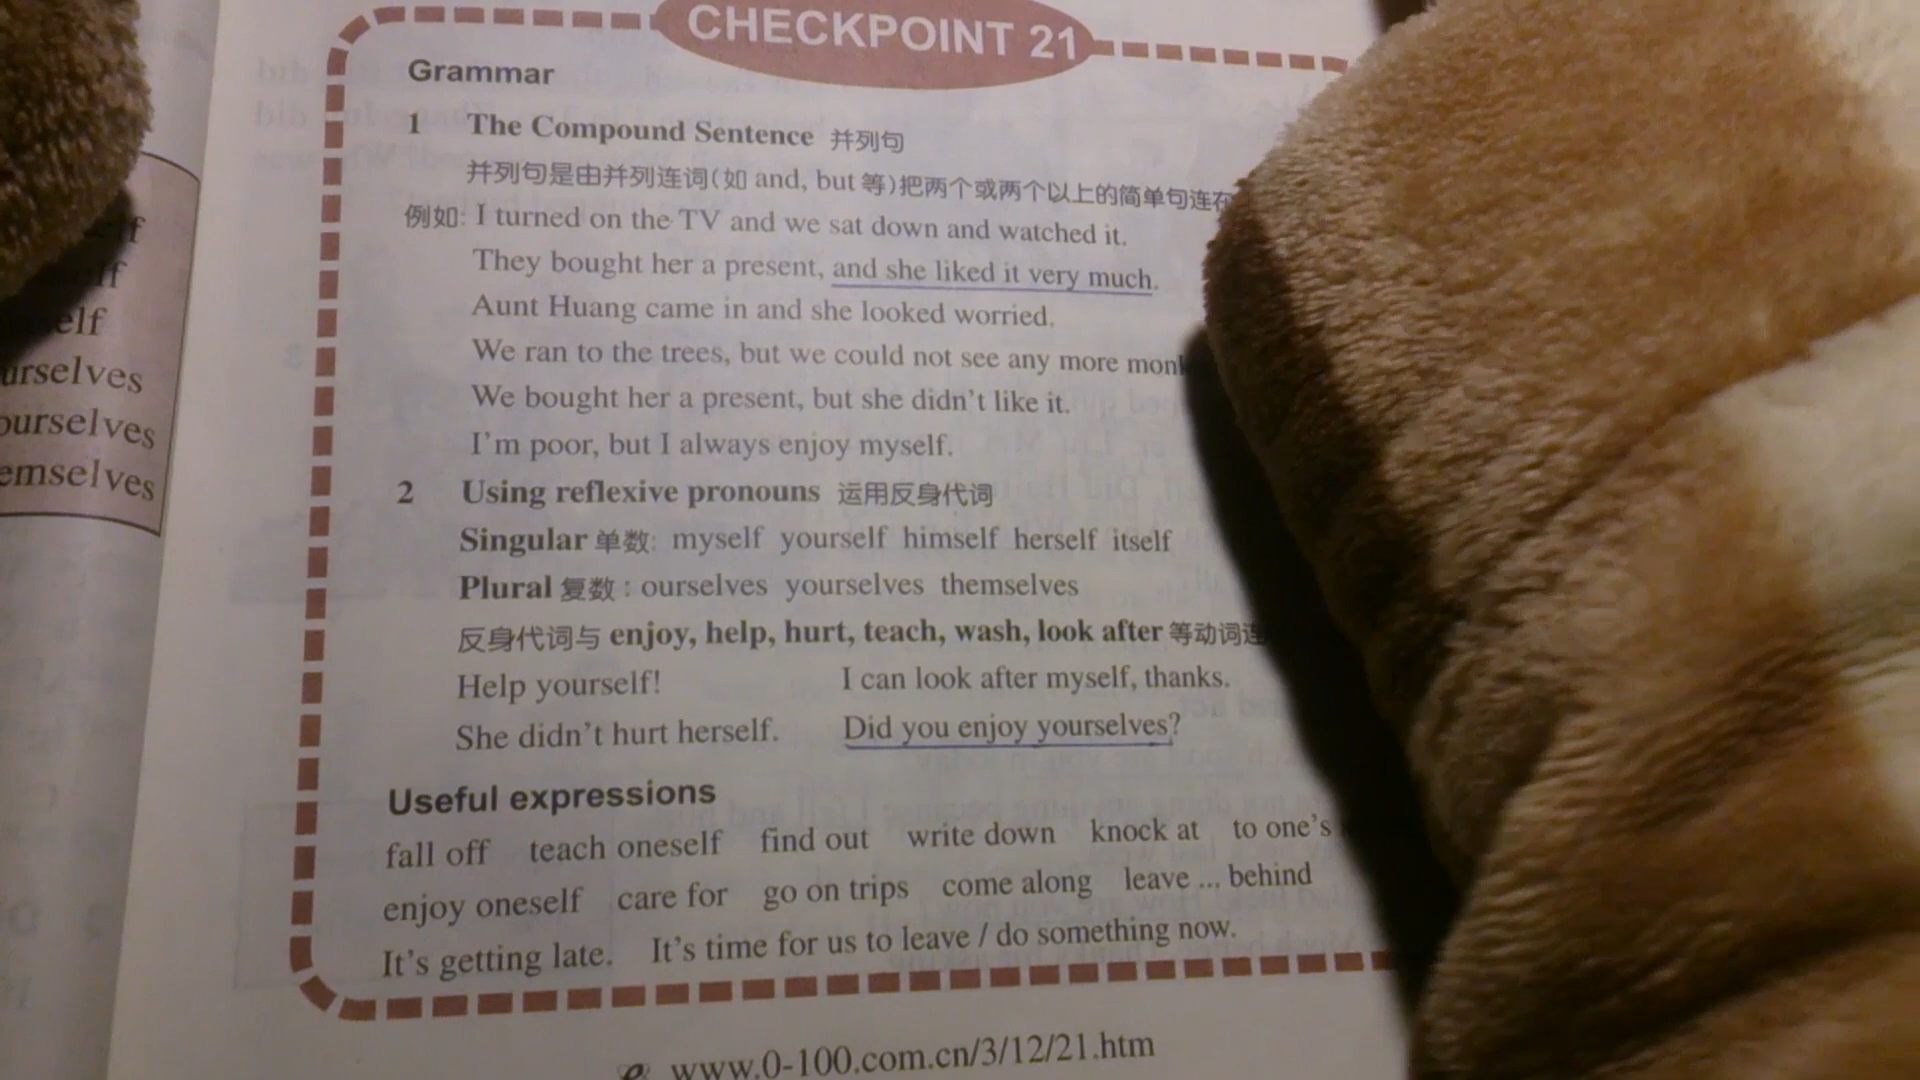 CHECKPOINT 21
Grammar
1 The Compound Sentence 并列句
并列句是由并列连词(如 and, but 等)把两个或两个以上的简单句连在
例如: I turned on the TV and we sat down and watched it.
They bought her a present, and she liked it very much.
Aunt Huang came in and she looked worried.
We ran to the trees, but we could not see any more
We bought her a present, but she didn't like it.
I'm poor, but I always enjoy myself.
2 Using reflexive pronouns 运用反身代词
Singular 单数: myself yourself himself herself itself
Plural 复数: ourselves yourselves themselves
反身代词与 enjoy, help, hurt, teach, wash, look after 等动词连
Help yourself! I can look after myself, thanks.
She didn't hurt herself. Did you enjoy yourselves?
Useful expressions
fall off teach oneself find out write down knock at to one's
enjoy oneself care for go on trips come along leave ... behind
It's getting late. It's time for us to leave / do something now.
www.0-100.com.cn/3/12/21.htm